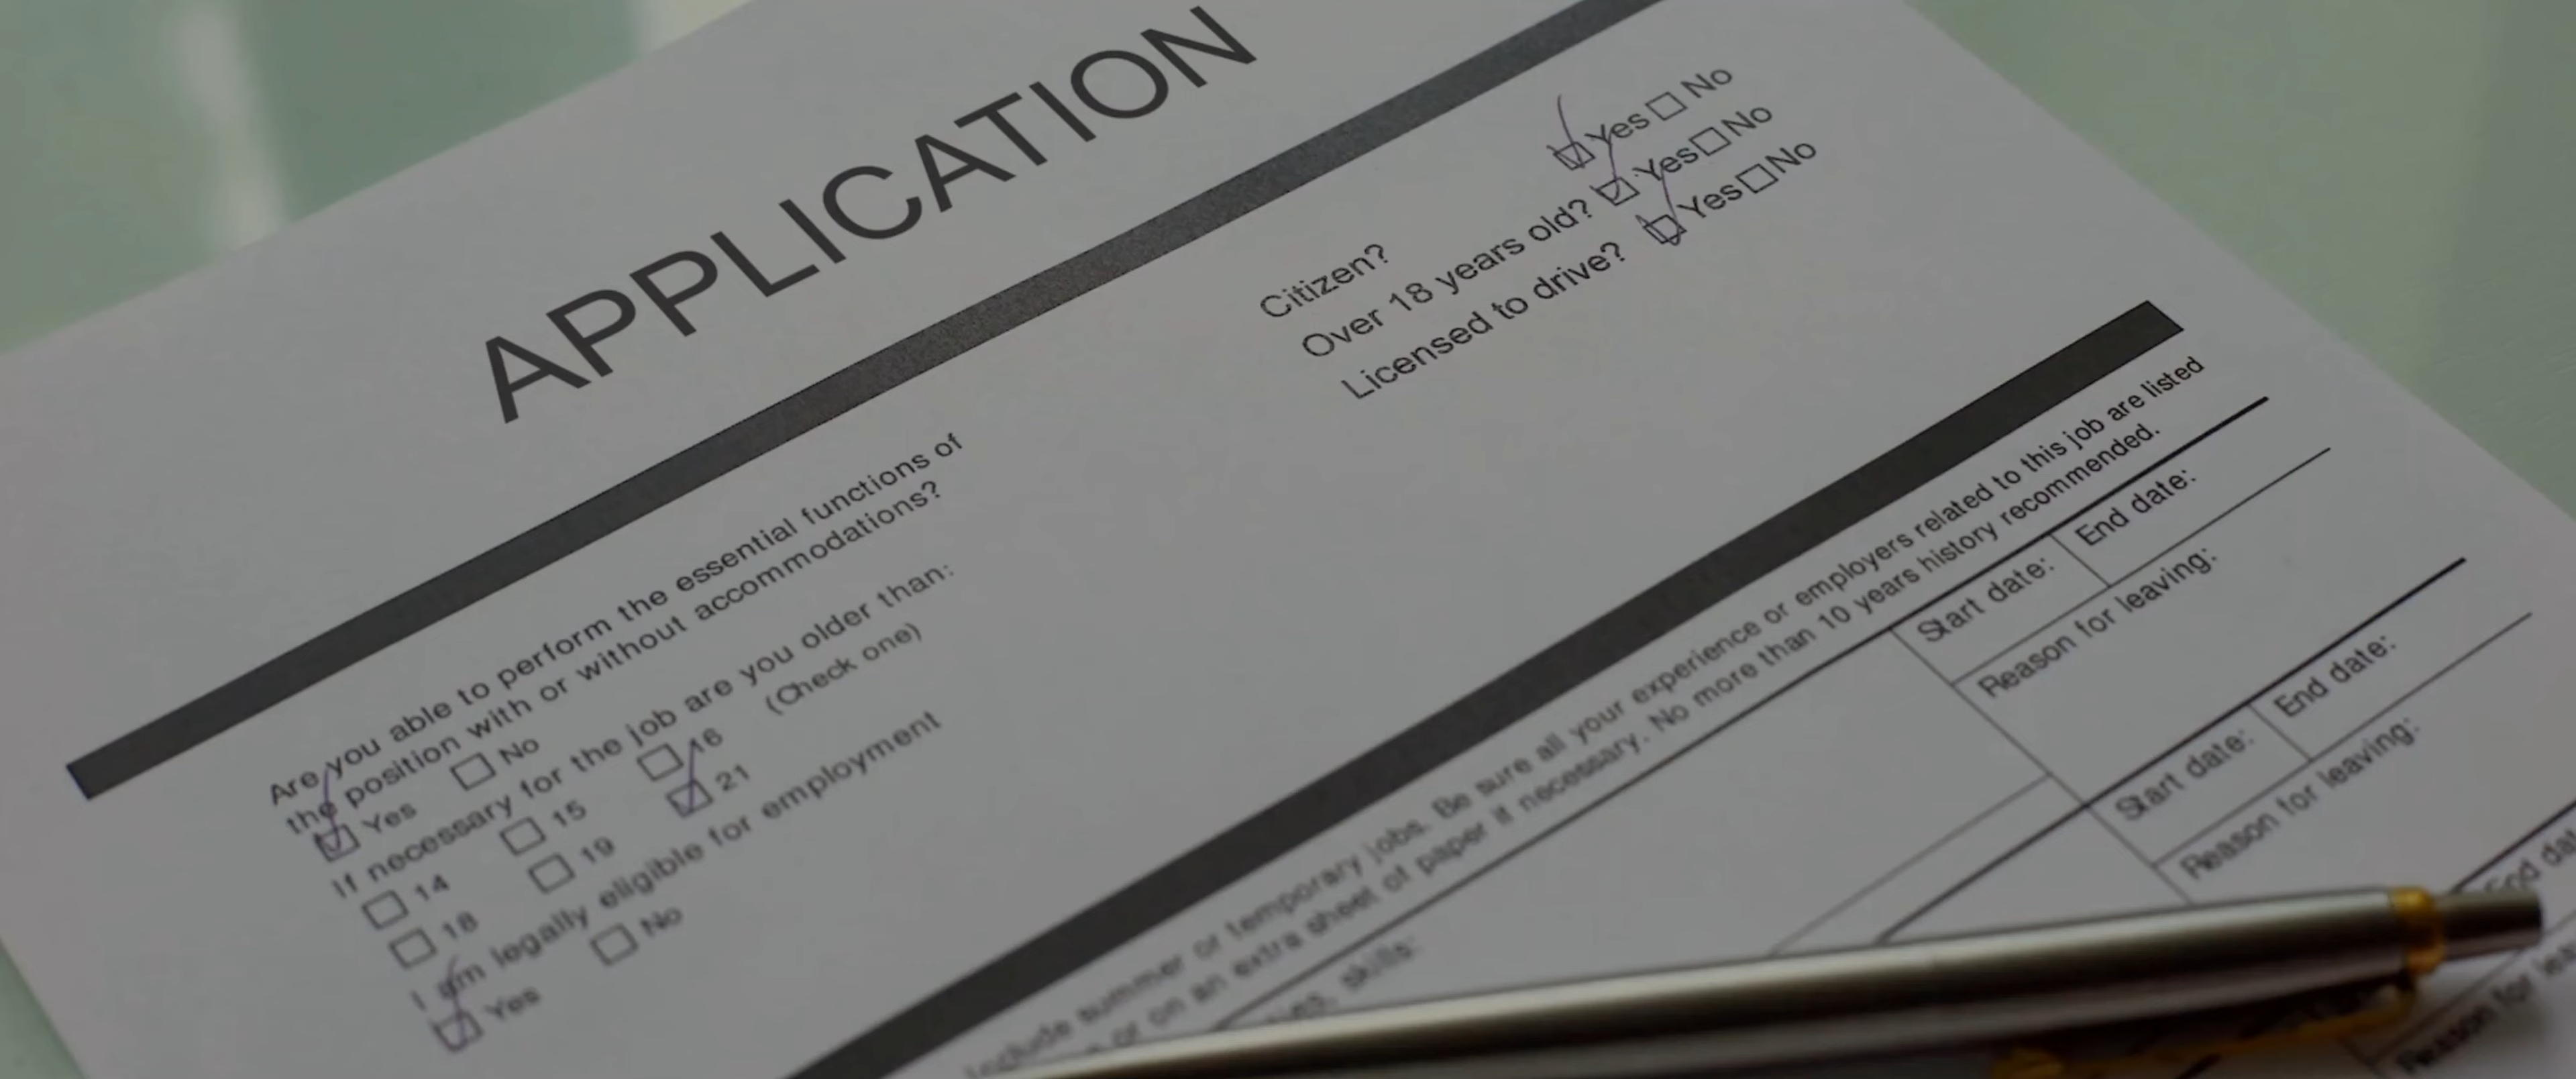 APPLICATION
Are you able to perform the essential functions of
the position with or without accommodations?
Yes No
If necessary for the job are you older than:
14 15 16 (Check one)
18 19 21
I am legally eligible for employment
Yes No
Citizen? Yes No
Over 18 years old? Yes No
Licensed to drive? Yes No
Include summer or temporary jobs. Be sure all your experience or employers related to this job are listed
or on an extra sheet of paper if necessary. No more than 10 years history recommended.
skills:
Start date: End date:
Reason for leaving:
Start date: End date:
Reason for leaving:
End
Reason for